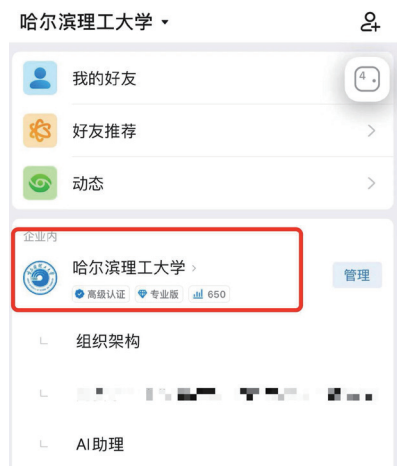 哈尔滨理工大学
4
我的好友
好友推荐
动态
企业内
哈尔滨理工大学
高级认证 专业版 650
管理
组织架构
AI助理